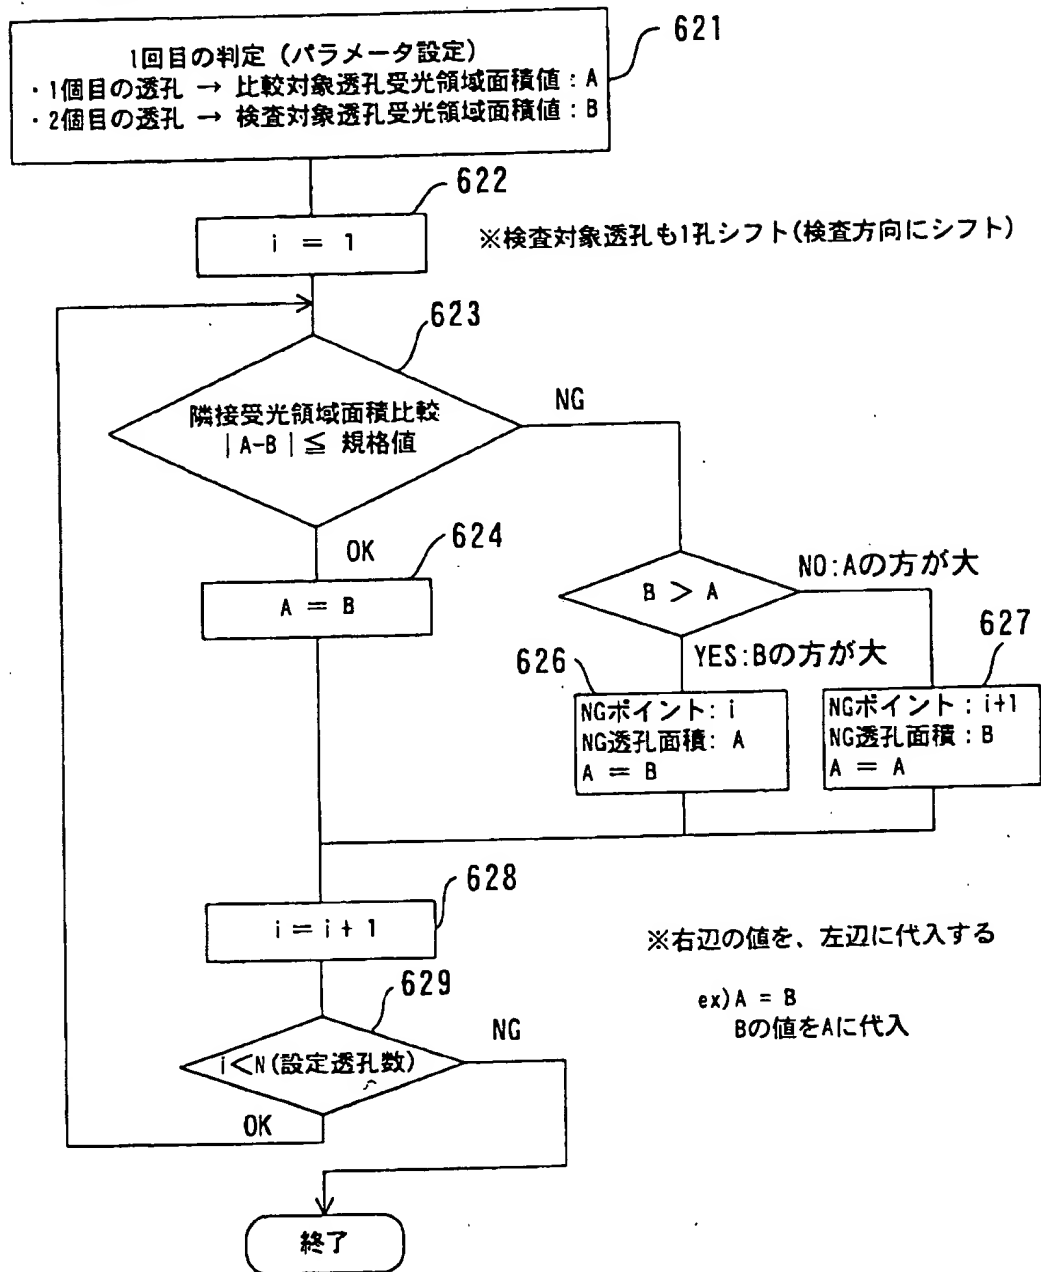 621
1回目の判定(パラメータ設定)
・1個目の透孔 → 比較対象透孔受光領域面積値:A
・2個目の透孔 → 検査対象透孔受光領域面積値:B
622
i = 1
※検査対象透孔も1孔シフト(検査方向にシフト)
623
隣接受光領域面積比較
|A-B|≦ 規格値
NG
OK
624
A = B
B > A
NO:Aの方が大
YES:Bの方が大
626
NGポイント: i
NG透孔面積: A
A = B
627
NGポイント:i+1
NG透孔面積:B
A = A
628
i = i + 1
※右辺の値を、左辺に代入する
ex)A = B
Bの値をAに代入
629
i<N(設定透孔数)
NG
OK
終了